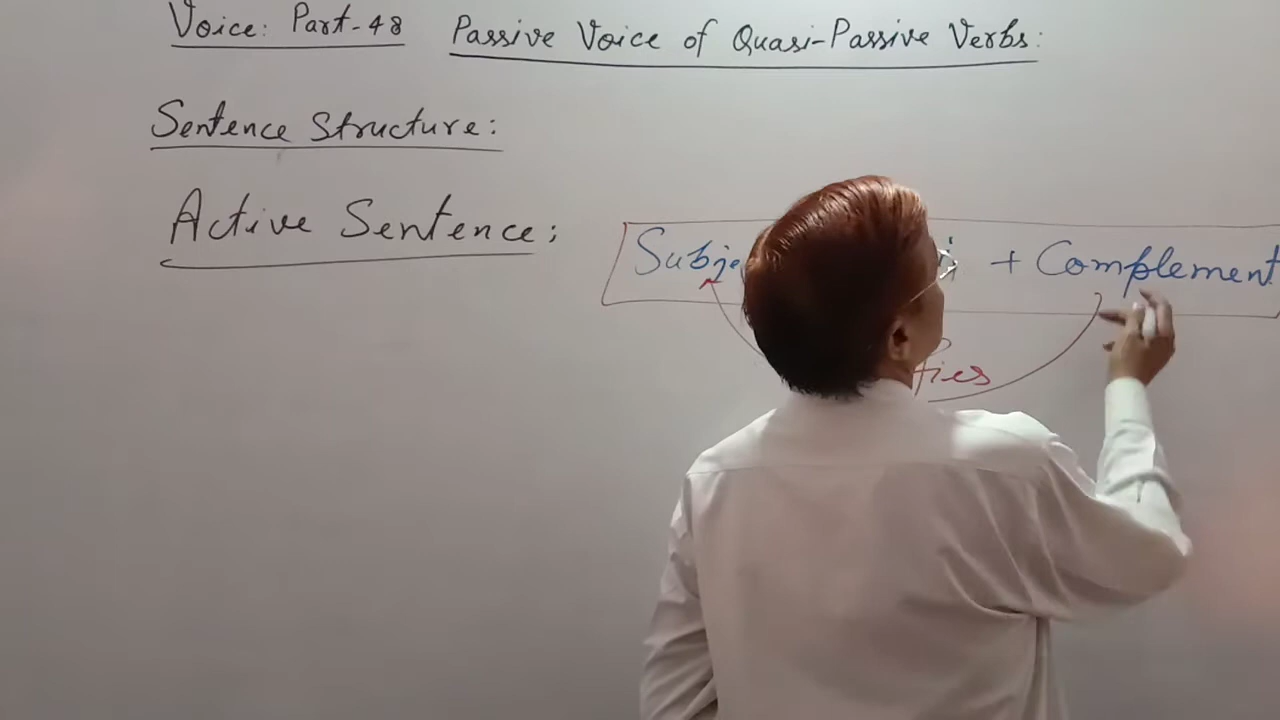 Voice: Part-48 Passive Voice of Quasi-Passive Verbs:
Sentence Structure:
Active Sentence:
+ Complement